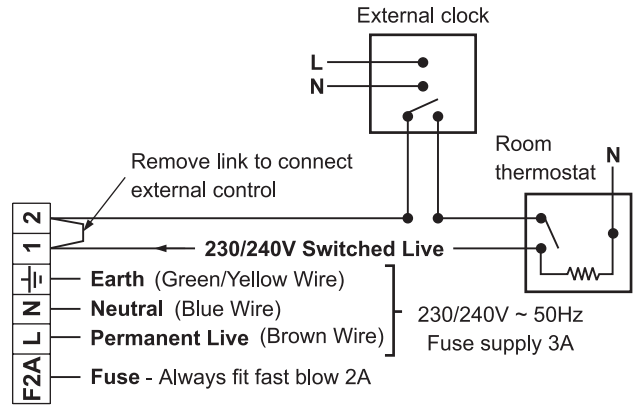 External clock
L
N
Room
thermostat
N
Remove link to connect
external control
2
1
230/240V Switched Live
Earth (Green/Yellow Wire)
N
Neutral (Blue Wire)
L
Permanent Live (Brown Wire)
230/240V ~ 50Hz
Fuse supply 3A
F2A
Fuse - Always fit fast blow 2A